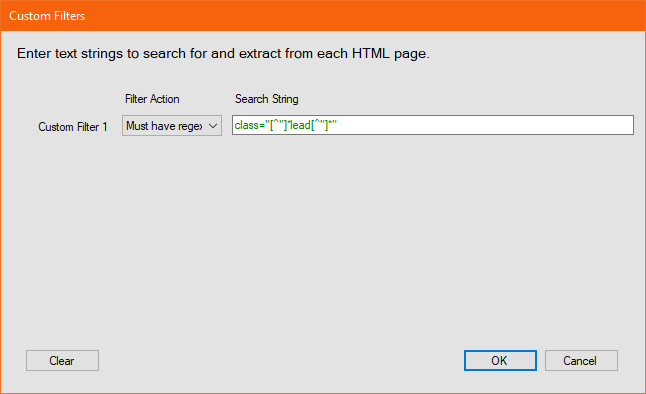 Custom Filters
Enter text strings to search for and extract from each HTML page.
Filter Action Search String
Custom Filter 1 Must have regex class="[^"]*lead[^"]*"
Clear OK Cancel